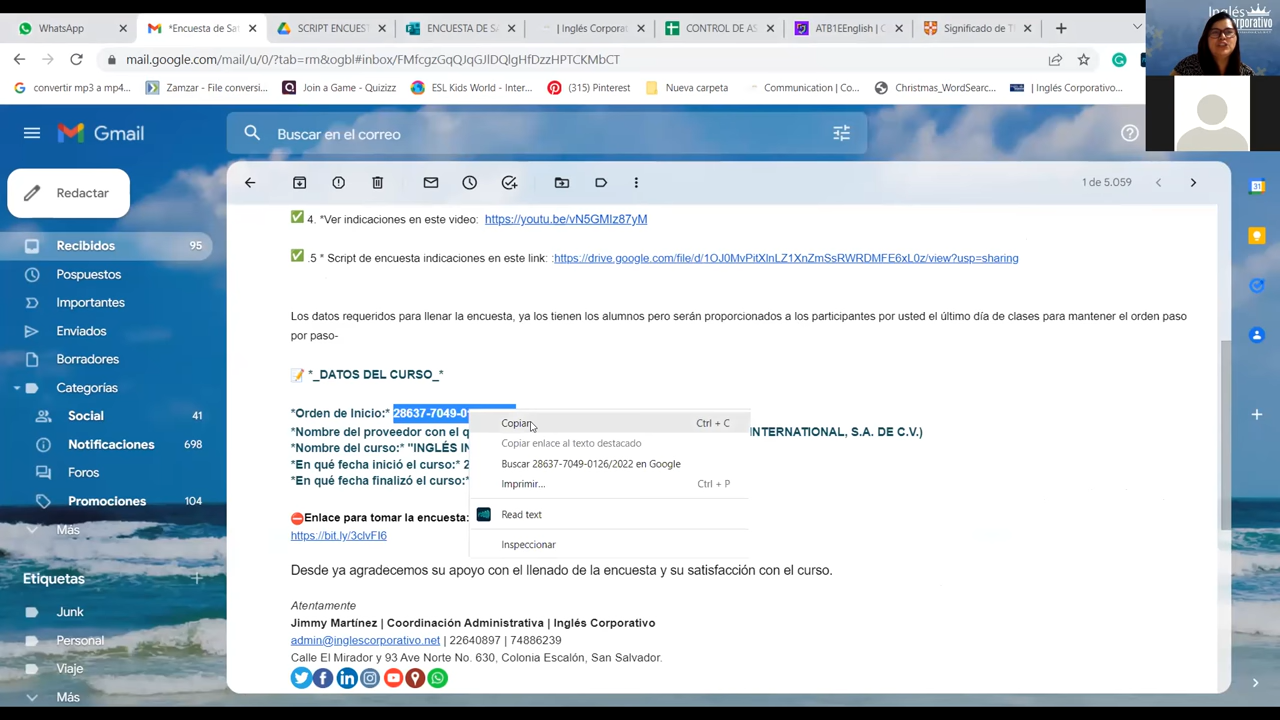 WhatsApp
*Encuesta de Sat
SCRIPT ENCUEST
ENCUESTA DE SA
| Inglés Corporati
CONTROL DE AS
ATB1EEnglish | C
Significado de T
mail.google.com/mail/u/0/?tab=rm&ogbl#inbox/FMfcgzGqQJqGJlDQlgHfDzzHPTCKMbCT
convertir mp3 a mp4...
Zamzar - File conversi...
Join a Game - Quizizz
ESL Kids World - Inter...
(315) Pinterest
Nueva carpeta
Communication | Co...
Christmas_WordSearc...
| Inglés Corporativo...
Inglés
Corporativo
Gmail
Buscar en el correo
Redactar
1 de 5.059
Recibidos 95
Pospuestos
Importantes
Enviados
Borradores
Categorías
Social 41
Notificaciones 698
Foros
Promociones 104
Más
Etiquetas
Junk
Personal
Viaje
Más
4. *Ver indicaciones en este video: https://youtu.be/vN5GMIz87yM
.5 * Script de encuesta indicaciones en este link: :https://drive.google.com/file/d/1OJ0MvPitXlnLZ1XnZmSsRWRDMFE6xL0z/view?usp=sharing
Los datos requeridos para llenar la encuesta, ya los tienen los alumnos pero serán proporcionados a los participantes por usted el último día de clases para mantener el orden paso
por paso-
*_DATOS DEL CURSO_*
*Orden de Inicio:* 28637-7049-0
*Nombre del proveedor con el q INTERNATIONAL, S.A. DE C.V.)
*Nombre del curso:* "INGLÉS IN
*En qué fecha inició el curso:* 2
*En qué fecha finalizó el curso:*
Copiar Ctrl + C
Copiar enlace al texto destacado
Buscar 28637-7049-0126/2022 en Google
Imprimir... Ctrl + P
Read text
Inspeccionar
Enlace para tomar la encuesta:
https://bit.ly/3clvFI6
Desde ya agradecemos su apoyo con el llenado de la encuesta y su satisfacción con el curso.
Atentamente
Jimmy Martínez | Coordinación Administrativa | Inglés Corporativo
admin@inglescorporativo.net | 22640897 | 74886239
Calle El Mirador y 93 Ave Norte No. 630, Colonia Escalón, San Salvador.